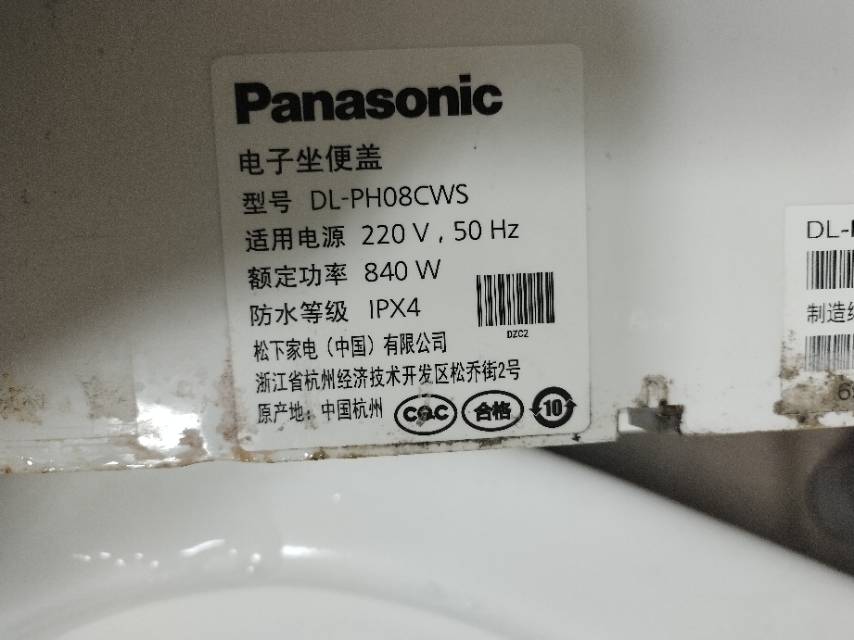 Panasonic
电子坐便盖
型号 DL-PH08CWS
适用电源 220 V , 50 Hz
额定功率 840 W
防水等级 IPX4
DZC2
松下家电（中国）有限公司
浙江省杭州经济技术开发区松乔街2号
原产地：中国杭州 CQC 合格 10
DL-
制造